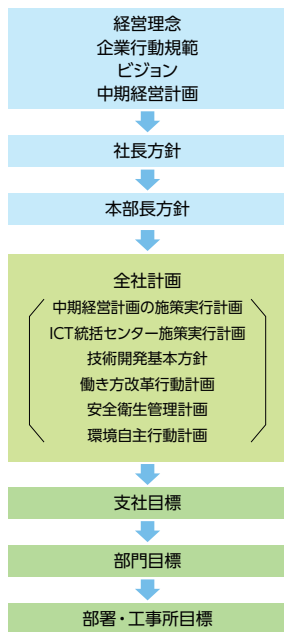 経営理念
企業行動規範
ビジョン
中期経営計画
社長方針
本部長方針
全社計画
中期経営計画の施策実行計画
ICT統括センター施策実行計画
技術開発基本方針
働き方改革行動計画
安全衛生管理計画
環境自主行動計画
支社目標
部門目標
部署・工事所目標